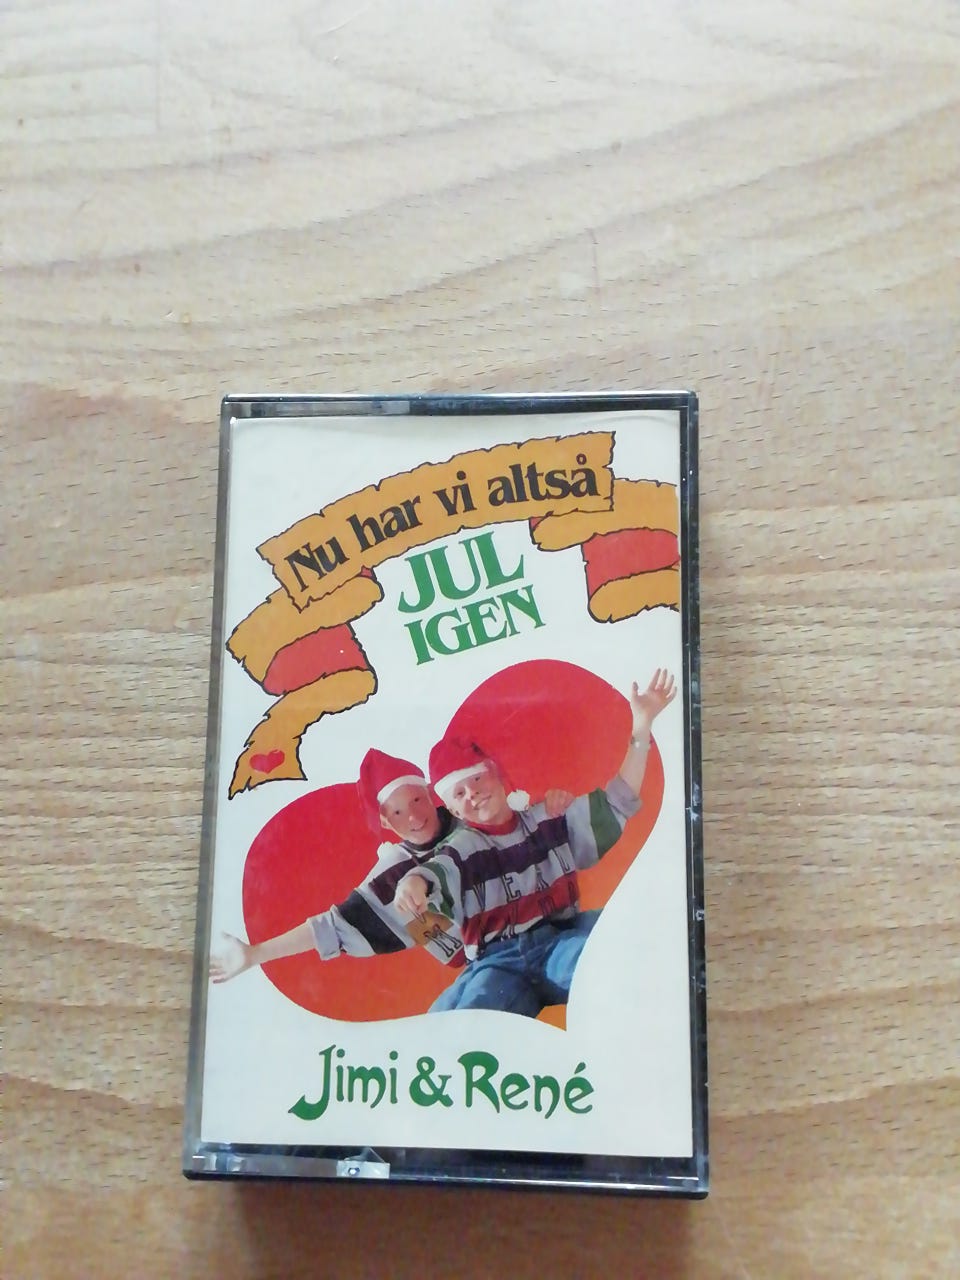 Nu har vi altså
JUL
IGEN
Jimi & René